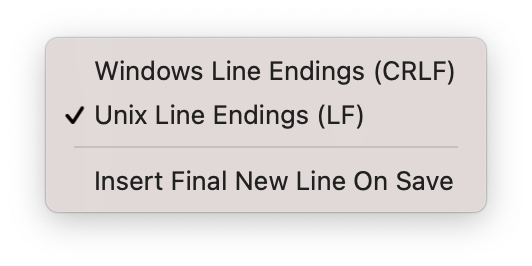 Windows Line Endings (CRLF)
Unix Line Endings (LF)
Insert Final New Line On Save